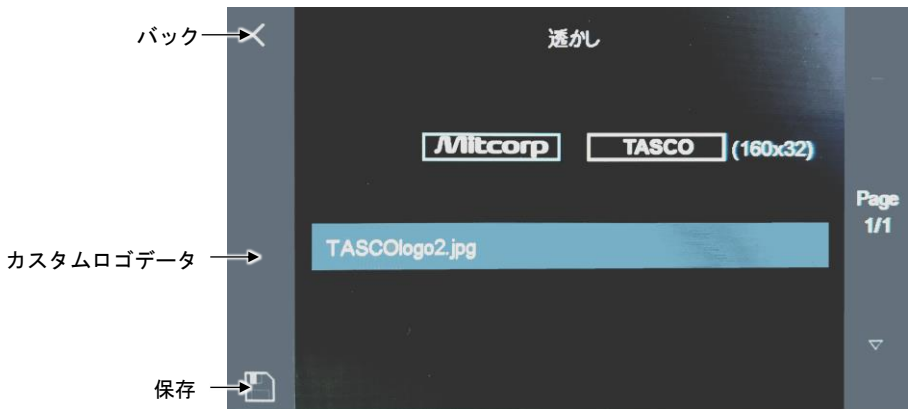 バック
透かし
Mitcorp TASCO (160x32)
Page
1/1
TASCOlogo2.jpg
カスタムロゴデータ
保存